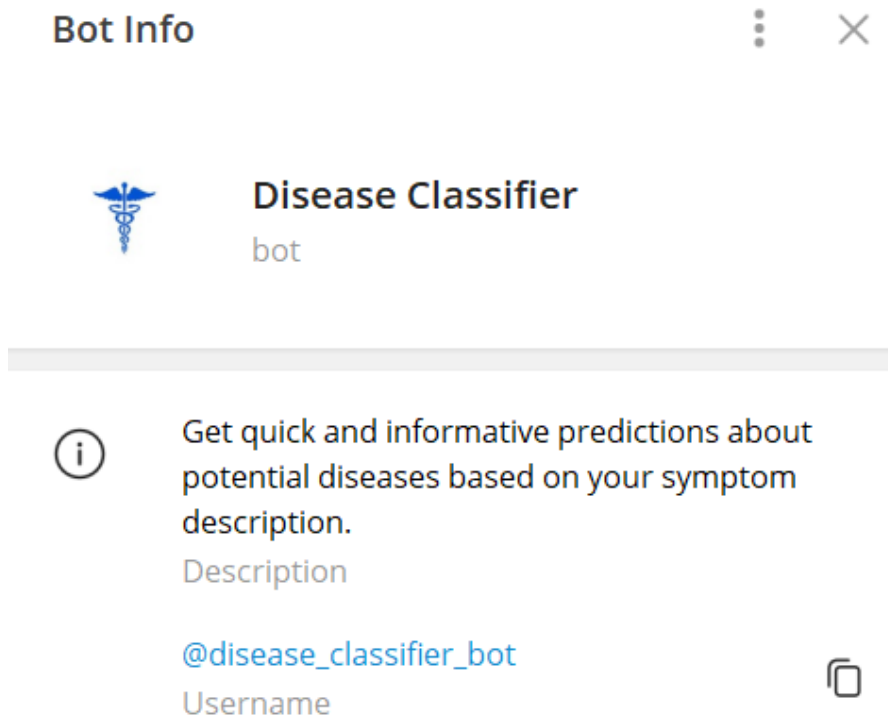 Bot Info
Disease Classifier
bot
Get quick and informative predictions about
potential diseases based on your symptom
description.
Description
@disease_classifier_bot
Username